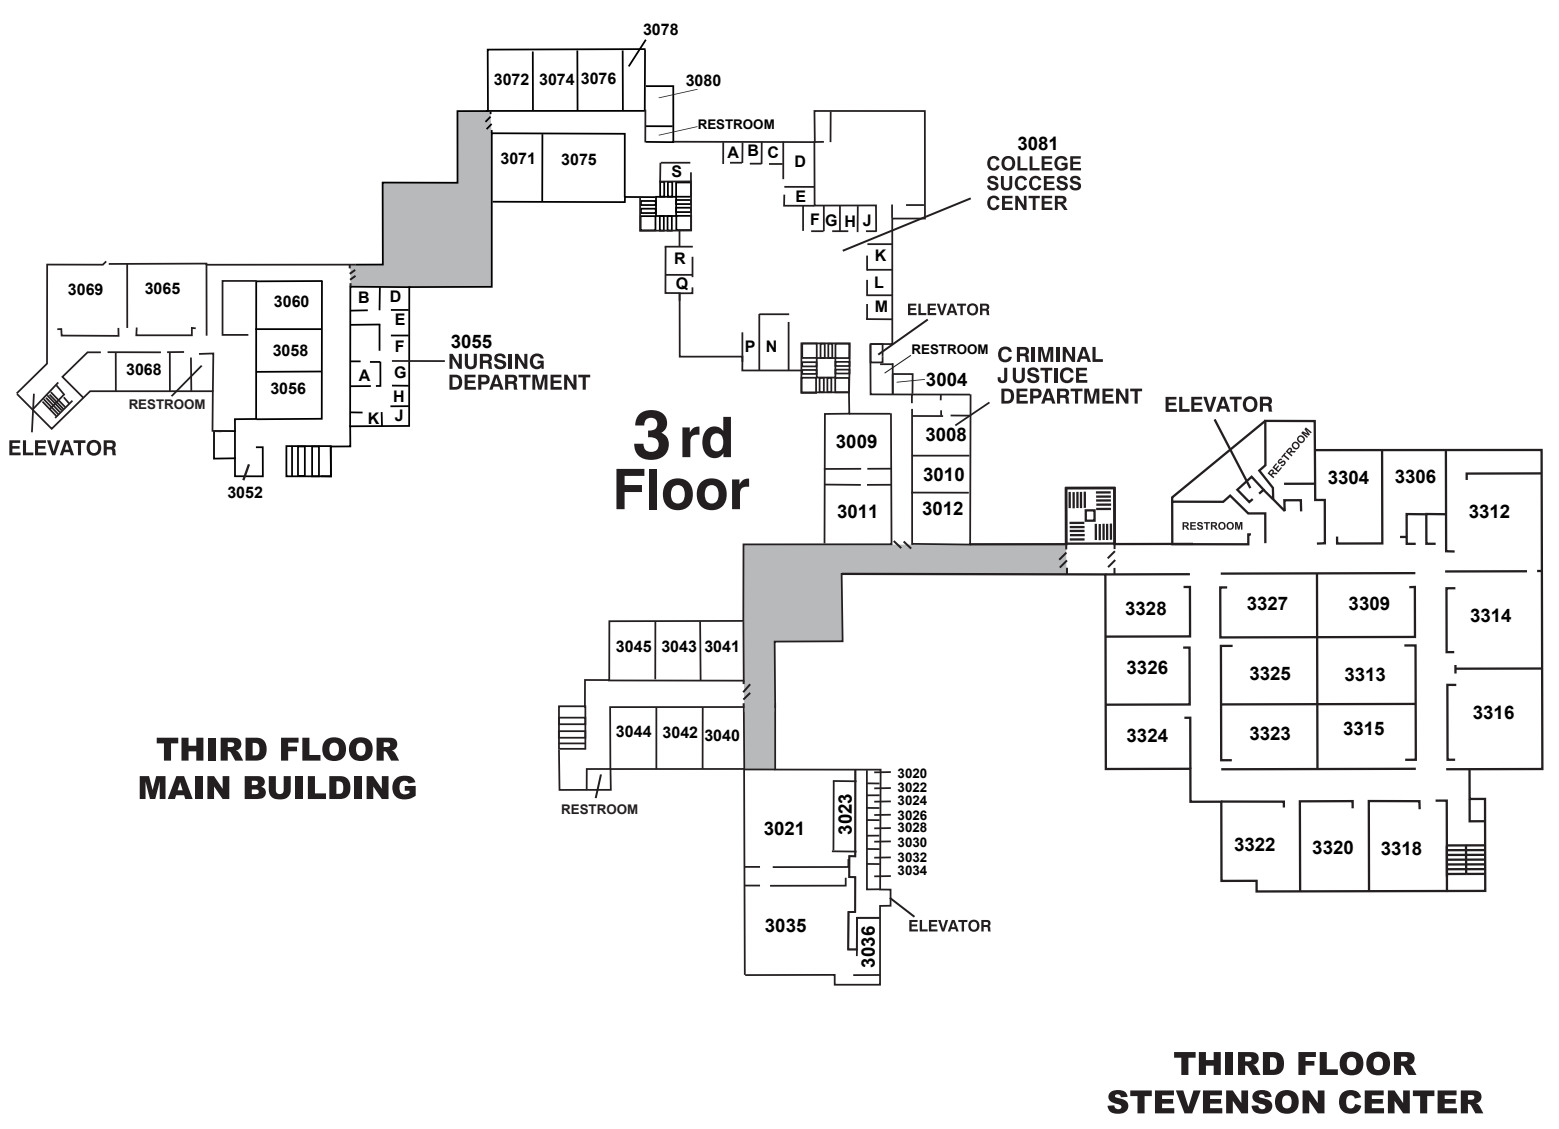 3078
3072 3074 3076
3080
RESTROOM
3071 3075
A B C D
E
F G H J
S
3081
COLLEGE
SUCCESS
CENTER
R
Q
K
L
M
ELEVATOR
RESTROOM
3004
P N
3069 3065
3060
3058
3056
3068
RESTROOM
ELEVATOR
3052
B D
E
F
A G
H
K J
3055
NURSING
DEPARTMENT
CRIMINAL
JUSTICE
DEPARTMENT
3rd
Floor
3009 3008
3010
3011 3012
ELEVATOR
RESTROOM
RESTROOM
3304 3306
3312
3328 3327 3309 3314
3326 3325 3313
3324 3323 3315 3316
3322 3320 3318
3045 3043 3041
3044 3042 3040
RESTROOM
3021 3023
3020
3022
3024
3026
3028
3030
3032
3034
3035 3036
ELEVATOR
THIRD FLOOR
MAIN BUILDING
THIRD FLOOR
STEVENSON CENTER